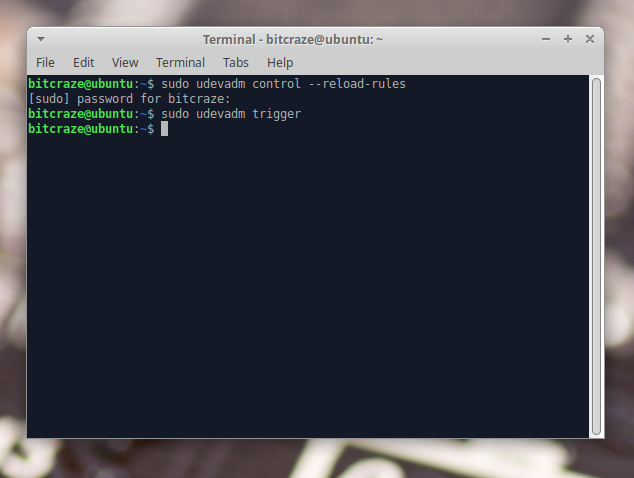 Terminal - bitcraze@ubuntu: ~
File Edit View Terminal Tabs Help
bitcraze@ubuntu:~$ sudo udevadm control --reload-rules
[sudo] password for bitcraze:
bitcraze@ubuntu:~$ sudo udevadm trigger
bitcraze@ubuntu:~$